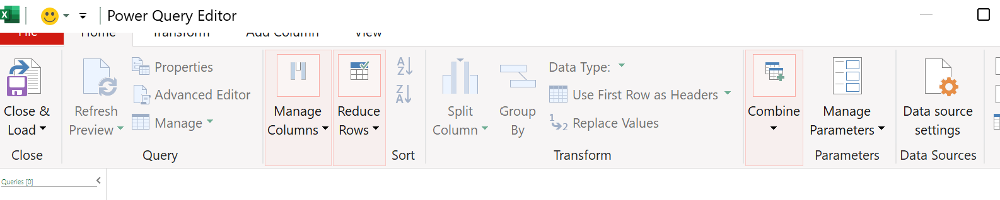 Power Query Editor
File Home Transform Add Column View
Close & Load
Close
Refresh Preview
Properties
Advanced Editor
Manage
Query
Manage Columns
Reduce Rows
A Z
Z A
Sort
Split Column
Group By
Data Type:
Use First Row as Headers
1 2 Replace Values
Transform
Combine
Manage Parameters
Parameters
Data source settings
Data Sources
Queries [0]